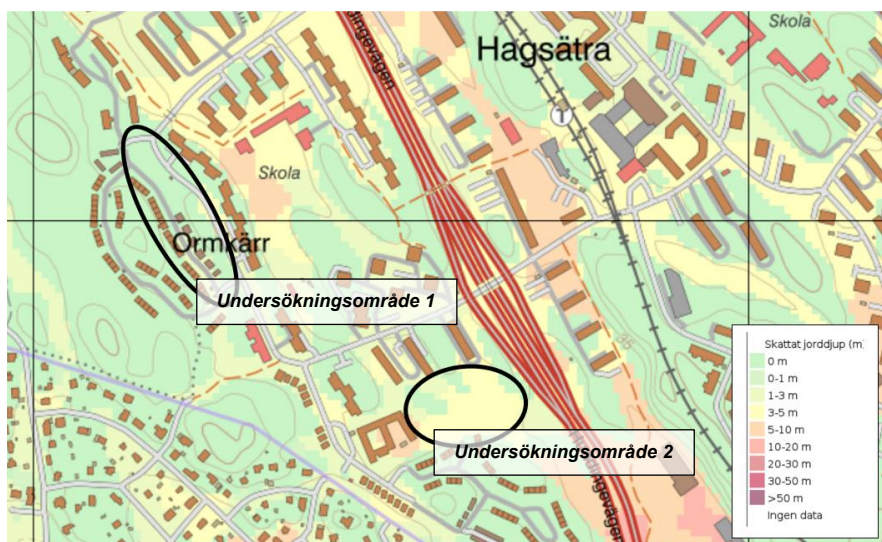 Hagsätra
Skola
T
Skola
Ormkärr
Undersökningsområde 1
35
Undersökningsområde 2
Skattat jorddjup (m)
0 m
0-1 m
1-3 m
3-5 m
5-10 m
10-20 m
20-30 m
30-50 m
>50 m
Ingen data